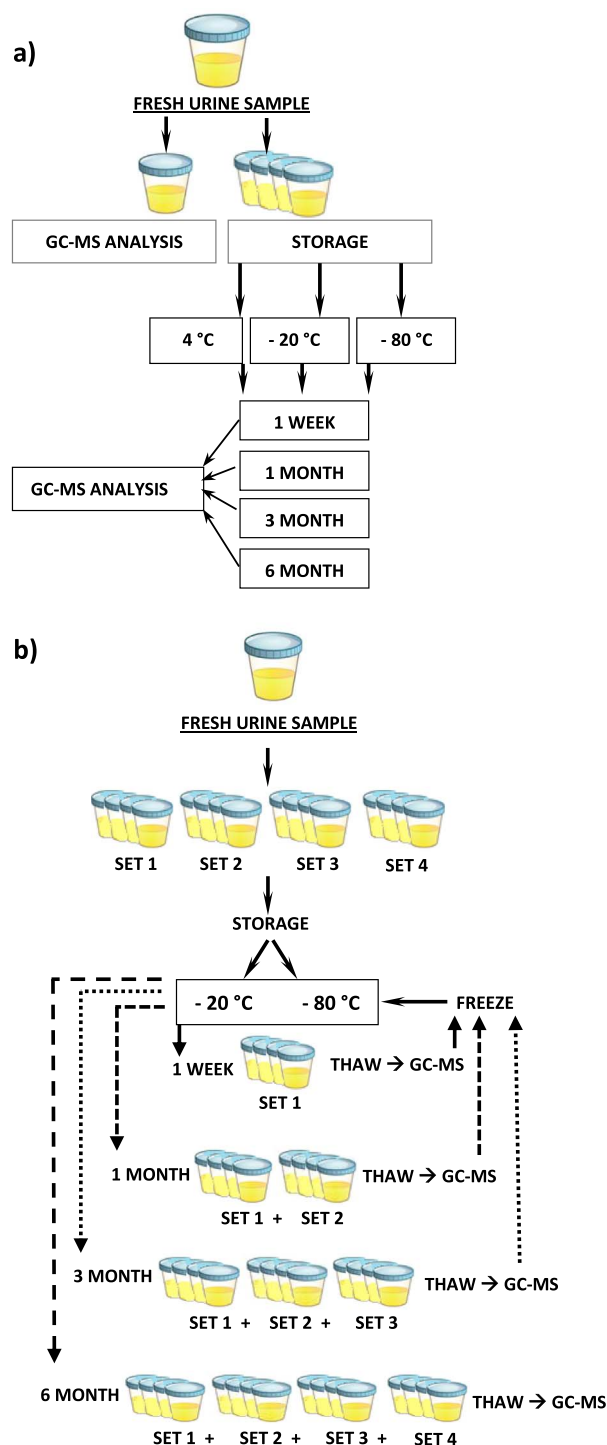 a)
FRESH URINE SAMPLE
GC-MS ANALYSIS
STORAGE
4 °C
- 20 °C
- 80 °C
1 WEEK
1 MONTH
GC-MS ANALYSIS
3 MONTH
6 MONTH
b)
FRESH URINE SAMPLE
SET 1
SET 2
SET 3
SET 4
STORAGE
- 20 °C
- 80 °C
FREEZE
1 WEEK
THAW → GC-MS
SET 1
1 MONTH
THAW → GC-MS
SET 1 + SET 2
3 MONTH
THAW → GC-MS
SET 1 + SET 2 + SET 3
6 MONTH
THAW → GC-MS
SET 1 + SET 2 + SET 3 + SET 4